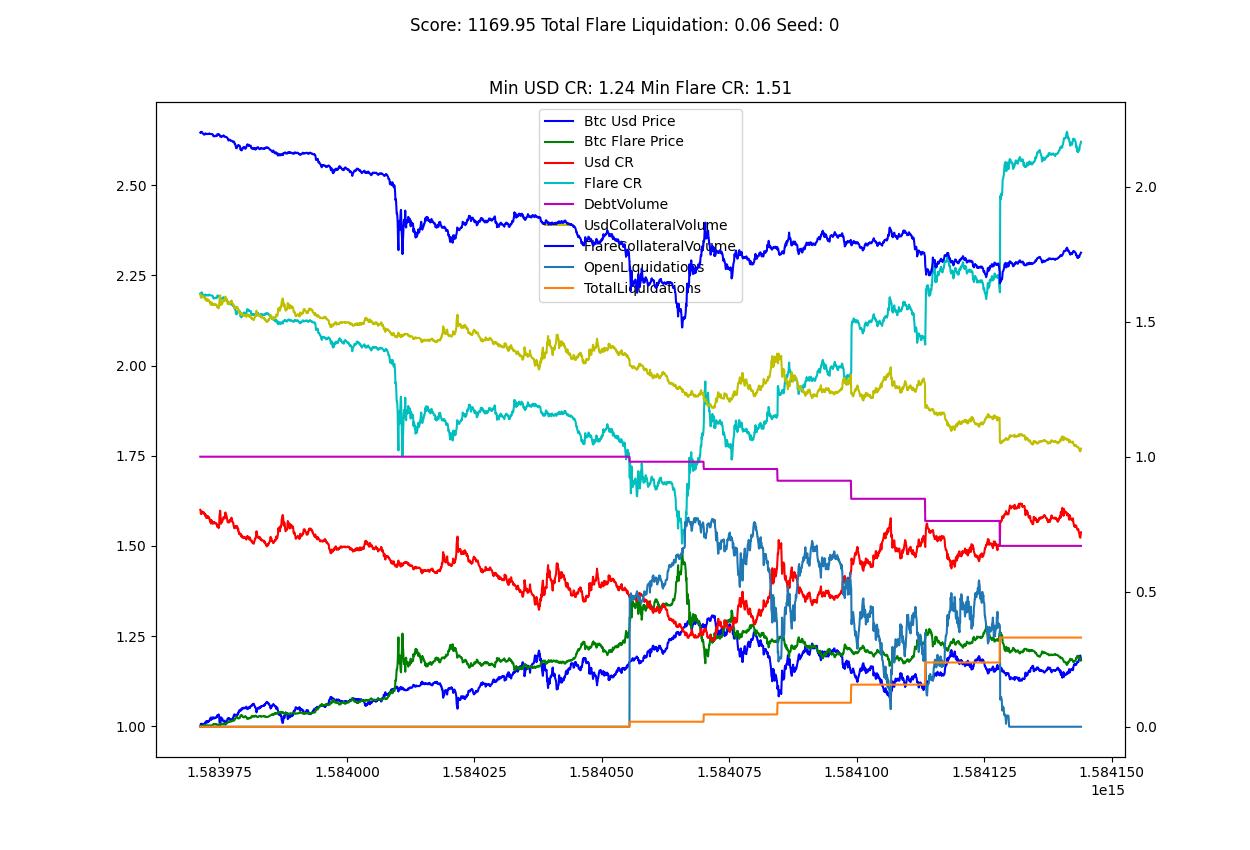 Score: 1169.95 Total Flare Liquidation: 0.06 Seed: 0
Min USD CR: 1.24 Min Flare CR: 1.51
Btc Usd Price
Btc Flare Price
Usd CR
Flare CR
DebtVolume
UsdCollateralVolume
FlareCollateralVolume
OpenLiquidations
TotalLiquidations
2.50
2.25
2.00
1.75
1.50
1.25
1.00
2.0
1.5
1.0
0.5
0.0
1.583975
1.584000
1.584025
1.584050
1.584075
1.584100
1.584125
1.584150
1e15